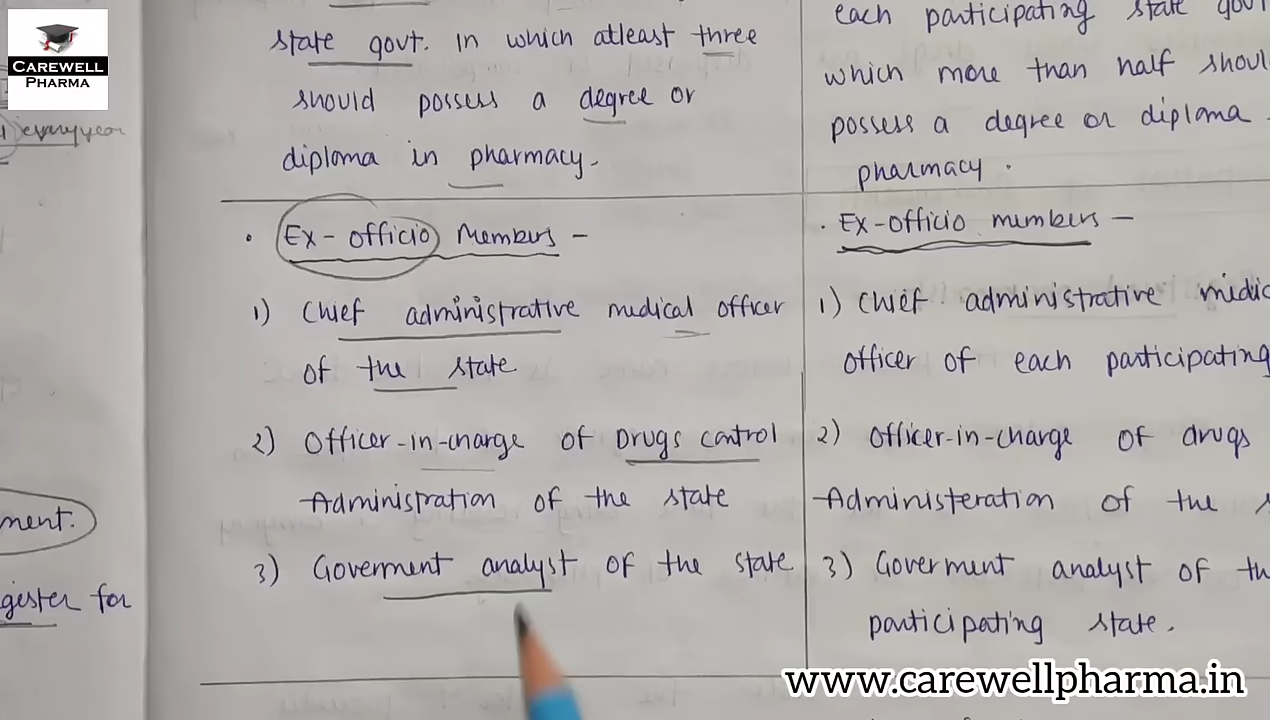 CAREWELL
PHARMA
every year
ment.
gester for
state govt. in which atleast three
should possess a degree or
diploma in pharmacy.
· Ex-officio Members -
1) Chief administrative medical officer
of the state
2) Officer-in-charge of Drugs control
Administration of the state
3) Goverment analyst of the state
each participating state govt
which more than half shoul
possess a degree or diploma
pharmacy.
· Ex-officio members -
1) Chief administrative medic
officer of each participating
2) Officer-in-charge of drugs
Administeration of the s
3) Goverment analyst of th
participating state.
www.carewellpharma.in